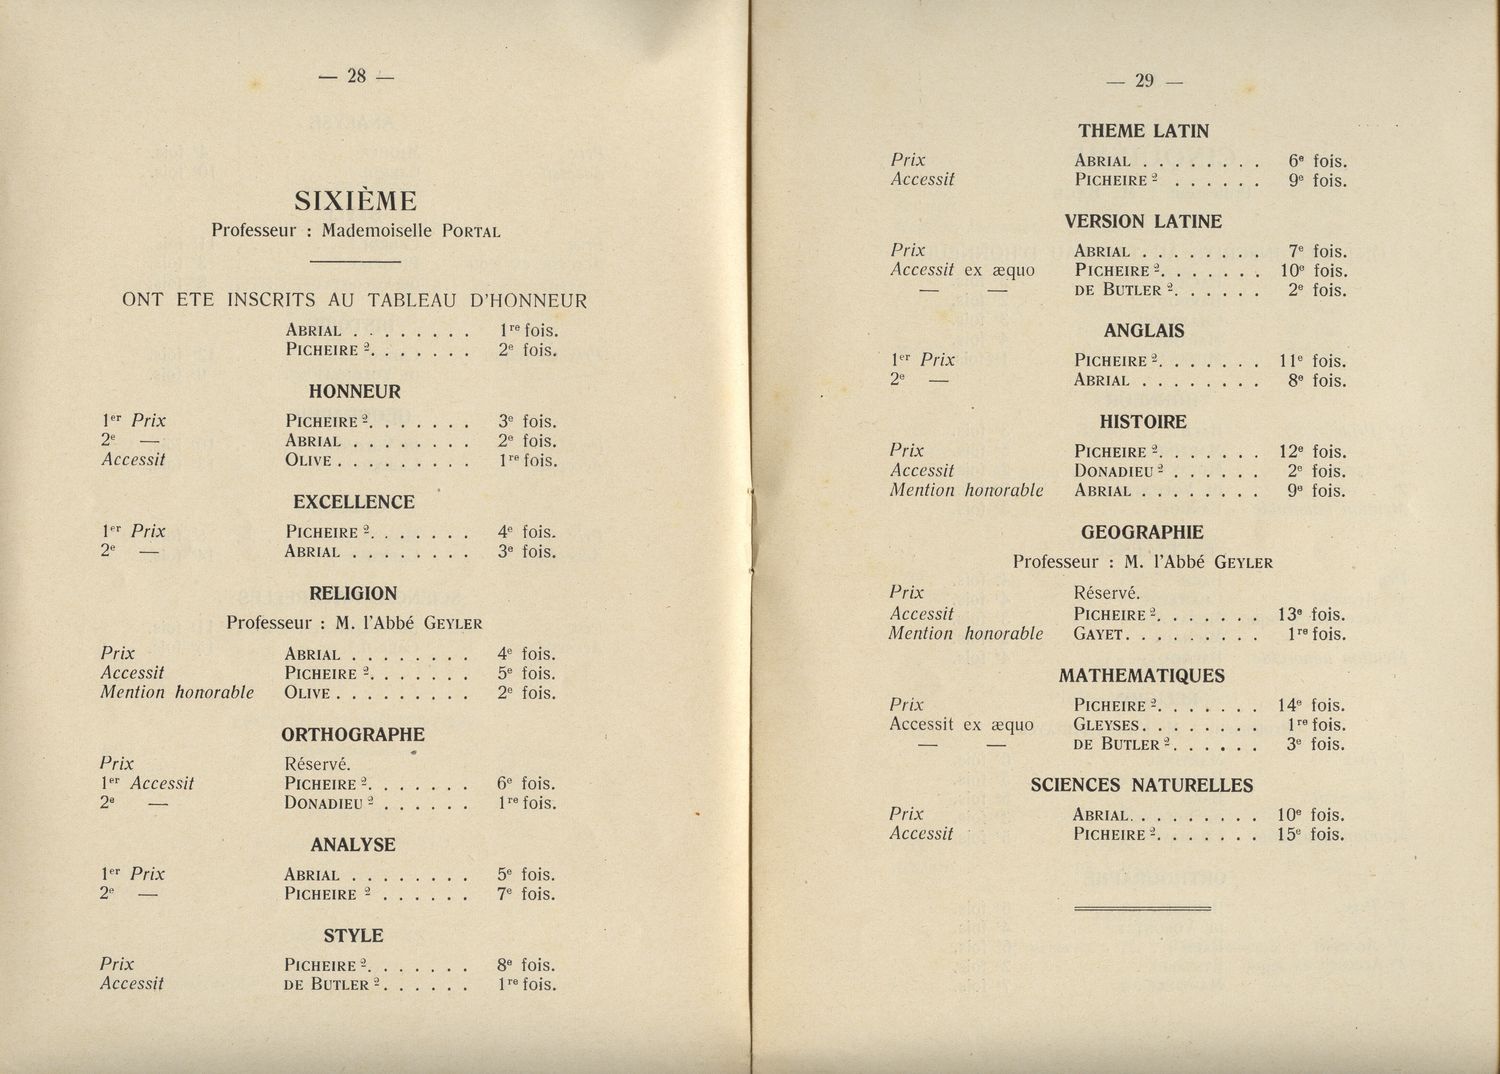 — 28 —
SIXIÈME
Professeur : Mademoiselle PORTAL
ONT ETE INSCRITS AU TABLEAU D'HONNEUR
ABRIAL . . . . . . . . 1re fois.
PICHEIRE 2. . . . . . . 2e fois.
HONNEUR
1er Prix PICHEIRE 2. . . . . . . 3e fois.
2e — ABRIAL . . . . . . . . 2e fois.
Accessit OLIVE . . . . . . . . . 1re fois.
EXCELLENCE
1er Prix PICHEIRE 2. . . . . . . 4e fois.
2e — ABRIAL . . . . . . . . 3e fois.
RELIGION
Professeur : M. l'Abbé GEYLER
Prix ABRIAL . . . . . . . . 4e fois.
Accessit PICHEIRE 2. . . . . . . 5e fois.
Mention honorable OLIVE . . . . . . . . . 2e fois.
ORTHOGRAPHE
Prix Réservé.
1er Accessit PICHEIRE 2. . . . . . . 6e fois.
2e — DONADIEU 2 . . . . . . 1re fois.
ANALYSE
1er Prix ABRIAL . . . . . . . . 5e fois.
2e — PICHEIRE 2 . . . . . . 7e fois.
STYLE
Prix PICHEIRE 2. . . . . . . 8e fois.
Accessit DE BUTLER 2. . . . . . 1re fois.
— 29 —
THEME LATIN
Prix ABRIAL . . . . . . . . 6e fois.
Accessit PICHEIRE 2 . . . . . . 9e fois.
VERSION LATINE
Prix ABRIAL . . . . . . . . 7e fois.
Accessit ex æquo PICHEIRE 2. . . . . . . 10e fois.
— — DE BUTLER 2. . . . . . 2e fois.
ANGLAIS
1er Prix PICHEIRE 2. . . . . . . 11e fois.
2e — ABRIAL . . . . . . . . 8e fois.
HISTOIRE
Prix PICHEIRE 2. . . . . . . 12e fois.
Accessit DONADIEU 2 . . . . . . 2e fois.
Mention honorable ABRIAL . . . . . . . . 9e fois.
GEOGRAPHIE
Professeur : M. l'Abbé GEYLER
Prix Réservé.
Accessit PICHEIRE 2. . . . . . . 13e fois.
Mention honorable GAYET. . . . . . . . . 1re fois.
MATHEMATIQUES
Prix PICHEIRE 2. . . . . . . 14e fois.
Accessit ex æquo GLEYSES. . . . . . . . 1re fois.
— — DE BUTLER 2. . . . . . 3e fois.
SCIENCES NATURELLES
Prix ABRIAL. . . . . . . . . 10e fois.
Accessit PICHEIRE 2. . . . . . . 15e fois.